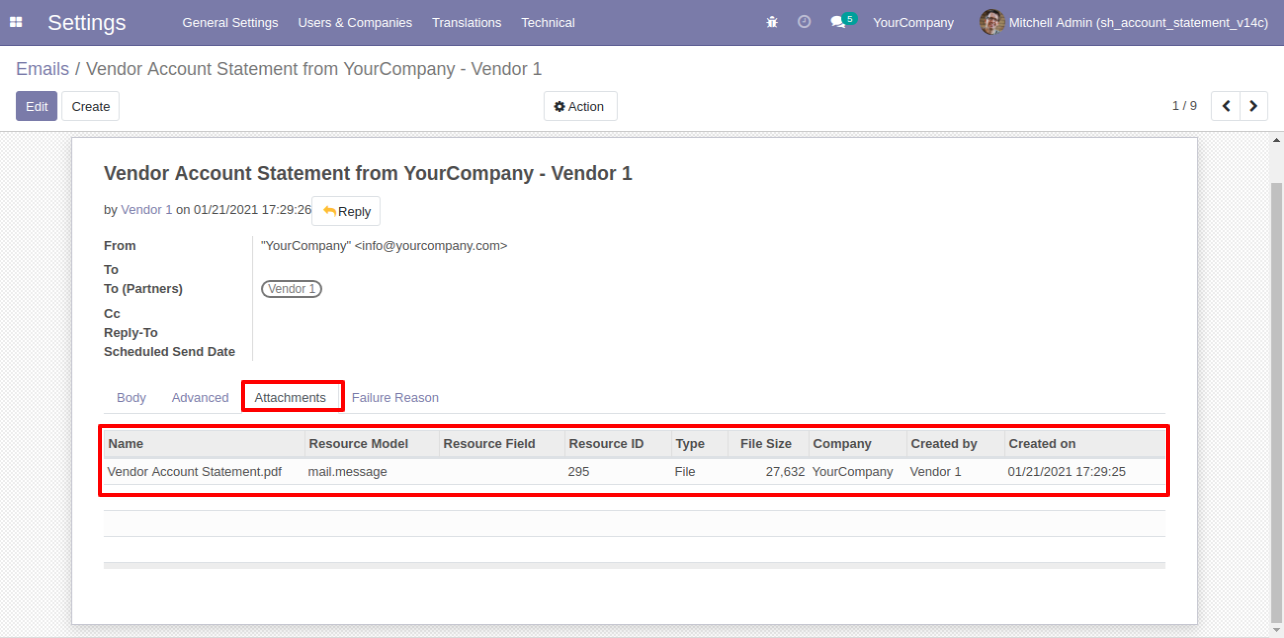 Settings General Settings Users & Companies Translations Technical 5 YourCompany Mitchell Admin (sh_account_statement_v14c)
Emails / Vendor Account Statement from YourCompany - Vendor 1
Edit Create Action 1 / 9
Vendor Account Statement from YourCompany - Vendor 1
by Vendor 1 on 01/21/2021 17:29:26 Reply
From "YourCompany" <info@yourcompany.com>
To
To (Partners) Vendor 1
Cc
Reply-To
Scheduled Send Date
Body Advanced Attachments Failure Reason
Name Resource Model Resource Field Resource ID Type File Size Company Created by Created on
Vendor Account Statement.pdf mail.message 295 File 27,632 YourCompany Vendor 1 01/21/2021 17:29:25